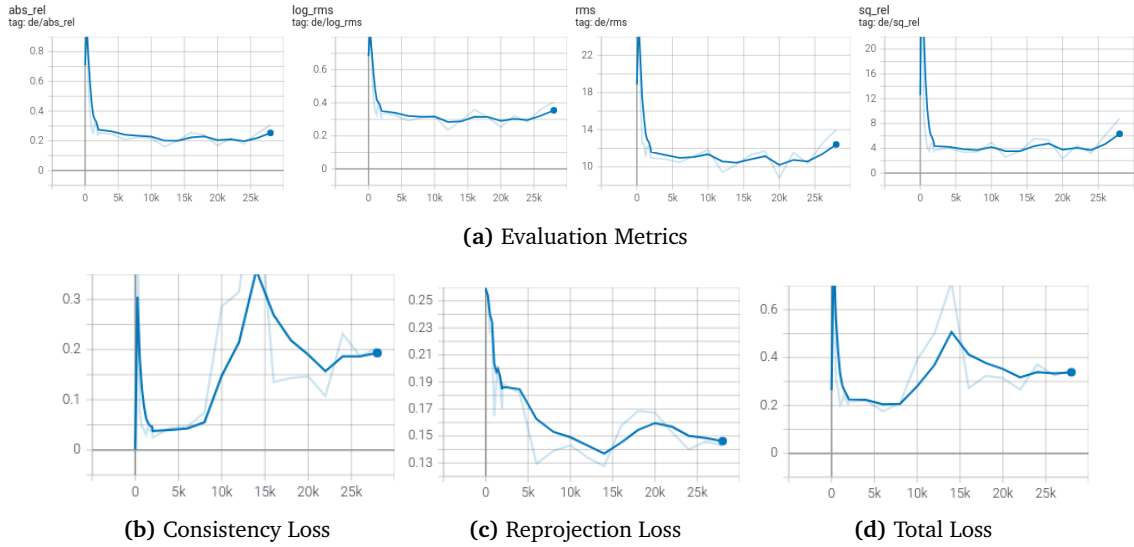 abs_rel
tag: de/abs_rel
log_rms
tag: de/log_rms
rms
tag: de/rms
sq_rel
tag: de/sq_rel
0.8
0.6
0.4
0.2
0
0 5k 10k 15k 20k 25k
0.8
0.6
0.4
0.2
0
0 5k 10k 15k 20k 25k
22
18
14
10
0 5k 10k 15k 20k 25k
20
16
12
8
4
0
0 5k 10k 15k 20k 25k
(a) Evaluation Metrics
0.3
0.2
0.1
0
0 5k 10k 15k 20k 25k
0.25
0.23
0.21
0.19
0.17
0.15
0.13
0 5k 10k 15k 20k 25k
0.6
0.4
0.2
0
0 5k 10k 15k 20k 25k
(b) Consistency Loss
(c) Reprojection Loss
(d) Total Loss